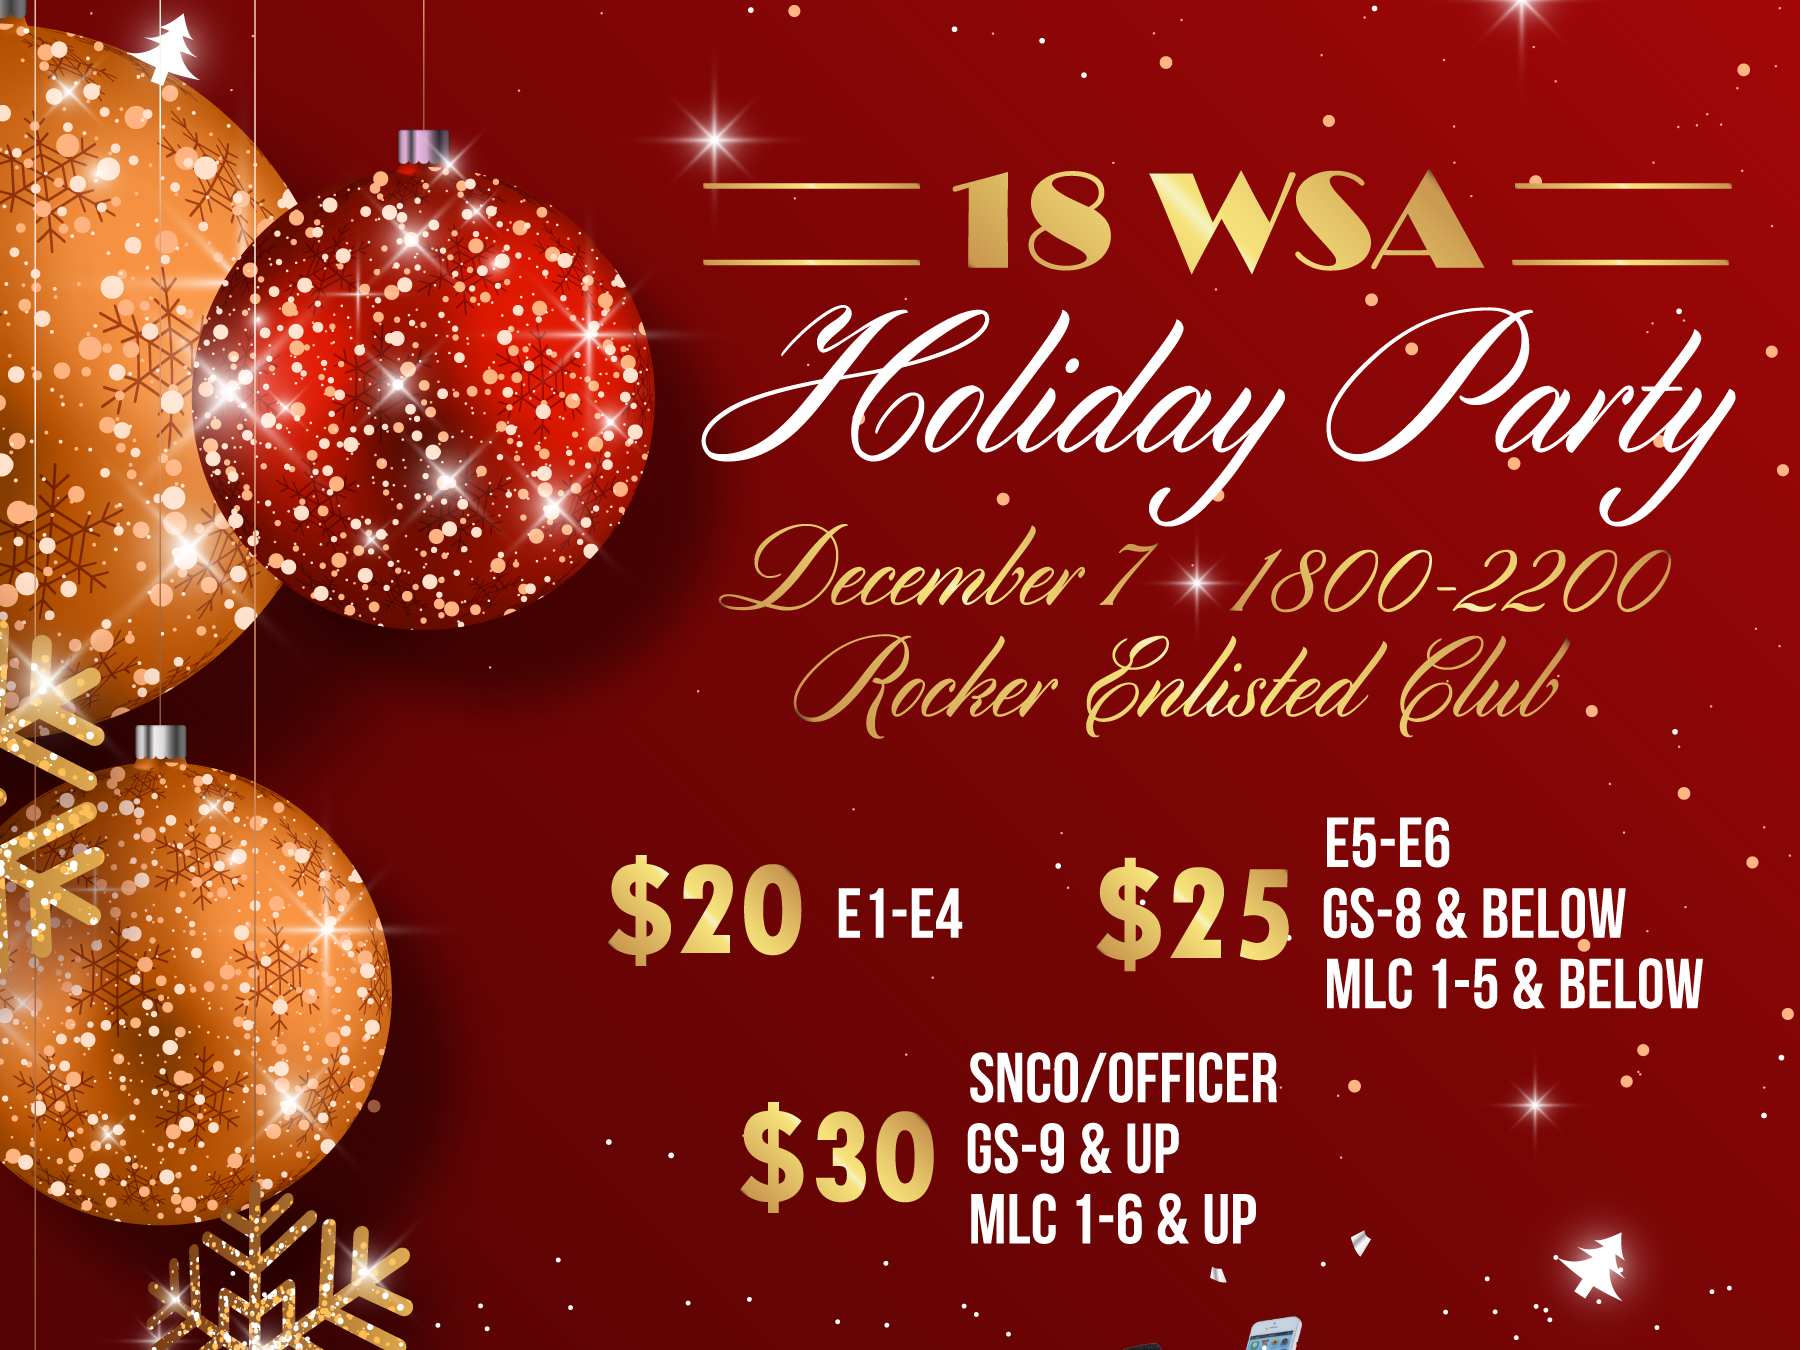 18 WSA
Holiday Party
December 7 1800-2200
Rocker Enlisted Club
$20 E1-E4
$25 E5-E6
GS-8 & BELOW
MLC 1-5 & BELOW
$30 SNCO/OFFICER
GS-9 & UP
MLC 1-6 & UP